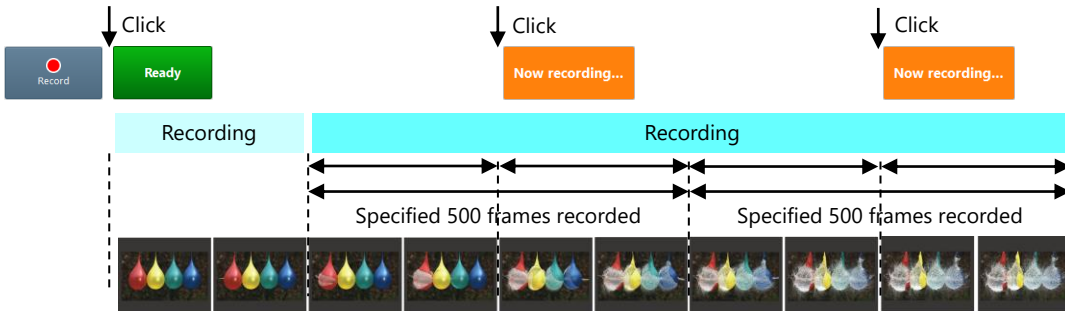 Click
Click
Click
Record
Ready
Now recording...
Now recording...
Recording
Recording
Specified 500 frames recorded
Specified 500 frames recorded